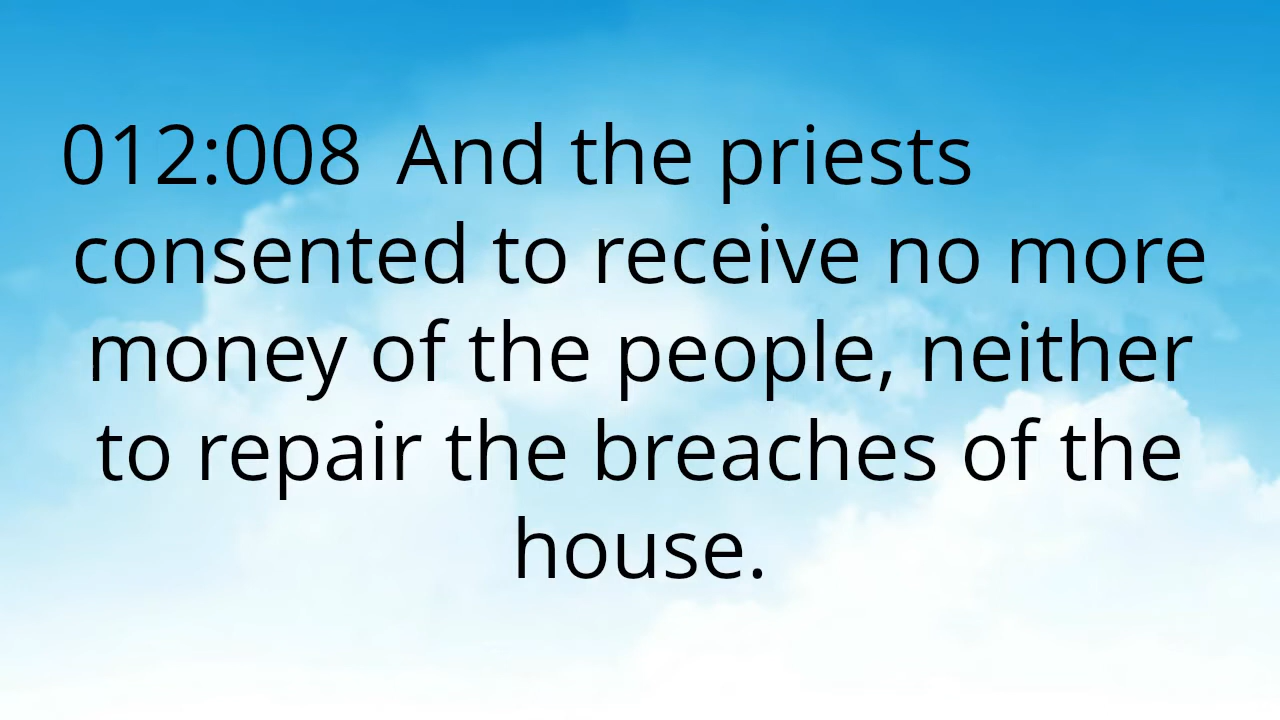 012:008 And the priests
consented to receive no more
money of the people, neither
to repair the breaches of the
house.